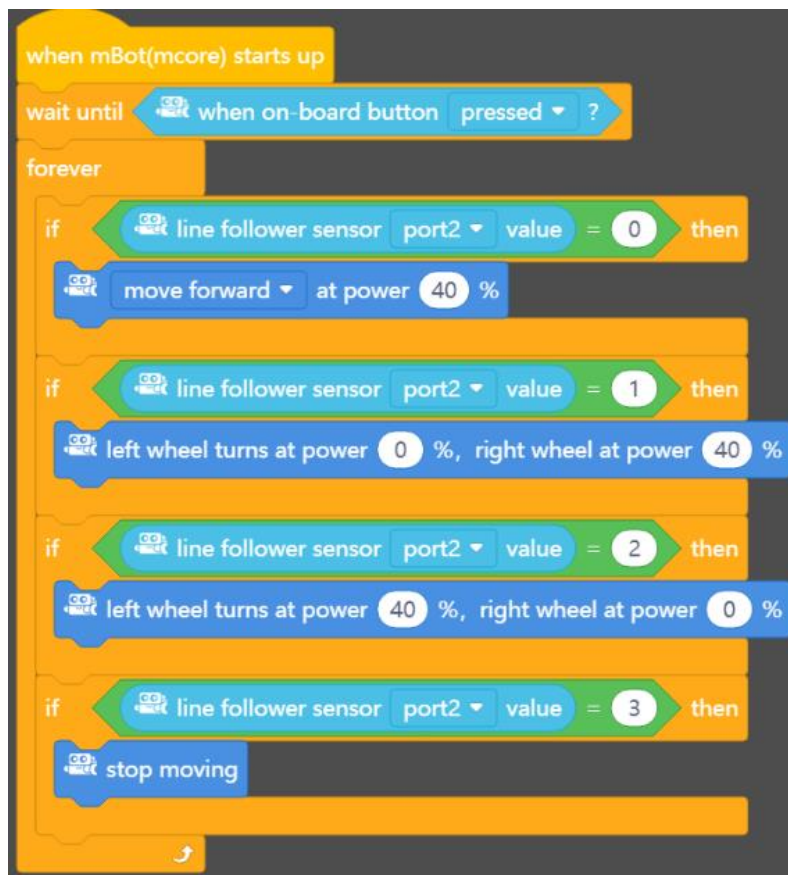 when mBot(mcore) starts up
wait until when on-board button pressed ?
forever
if line follower sensor port2 value = 0 then
move forward at power 40 %
if line follower sensor port2 value = 1 then
left wheel turns at power 0 %, right wheel at power 40 %
if line follower sensor port2 value = 2 then
left wheel turns at power 40 %, right wheel at power 0 %
if line follower sensor port2 value = 3 then
stop moving